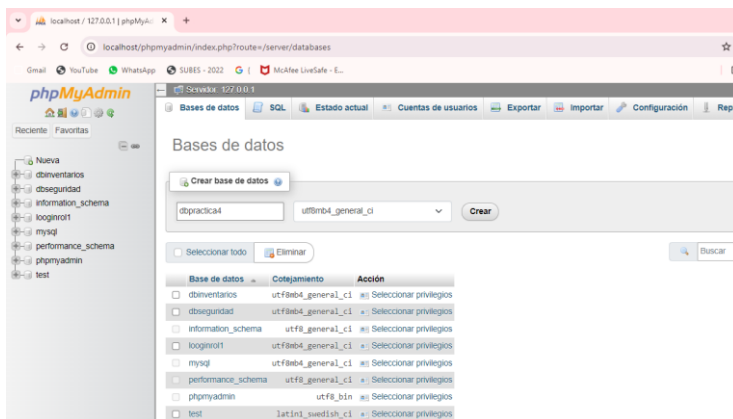 localhost / 127.0.0.1 | phpMyAd
localhost/phpmyadmin/index.php?route=/server/databases
Gmail YouTube WhatsApp SUBES - 2022 McAfee LiveSafe - E...
phpMyAdmin
Reciente Favoritas
Nueva
dbinventarios
dbseguridad
information_schema
looginrol1
mysql
performance_schema
phpmyadmin
test
Servidor: 127.0.0.1
Bases de datos SQL Estado actual Cuentas de usuarios Exportar Importar Configuración Rep
Bases de datos
Crear base de datos
dbpractica4 utf8mb4_general_ci Crear
Seleccionar todo Eliminar Buscar
Base de datos Cotejamiento Acción
dbinventarios utf8mb4_general_ci Seleccionar privilegios
dbseguridad utf8mb4_general_ci Seleccionar privilegios
information_schema utf8_general_ci Seleccionar privilegios
looginrol1 utf8mb4_general_ci Seleccionar privilegios
mysql utf8mb4_general_ci Seleccionar privilegios
performance_schema utf8_general_ci Seleccionar privilegios
phpmyadmin utf8_bin Seleccionar privilegios
test latin1_swedish_ci Seleccionar privilegios